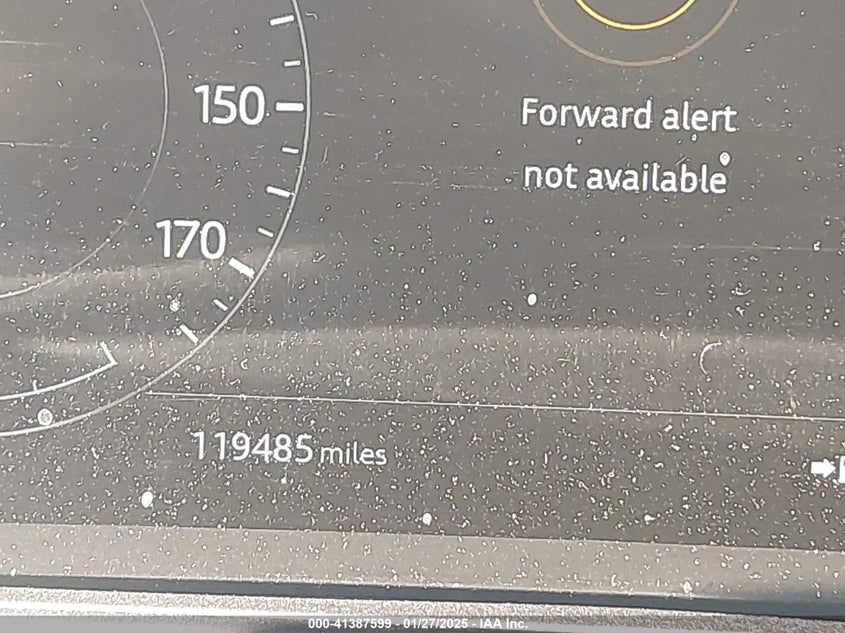 150
Forward alert
not available
170
119485 miles
000-41387599 - 01/27/2025 - IAA Inc.